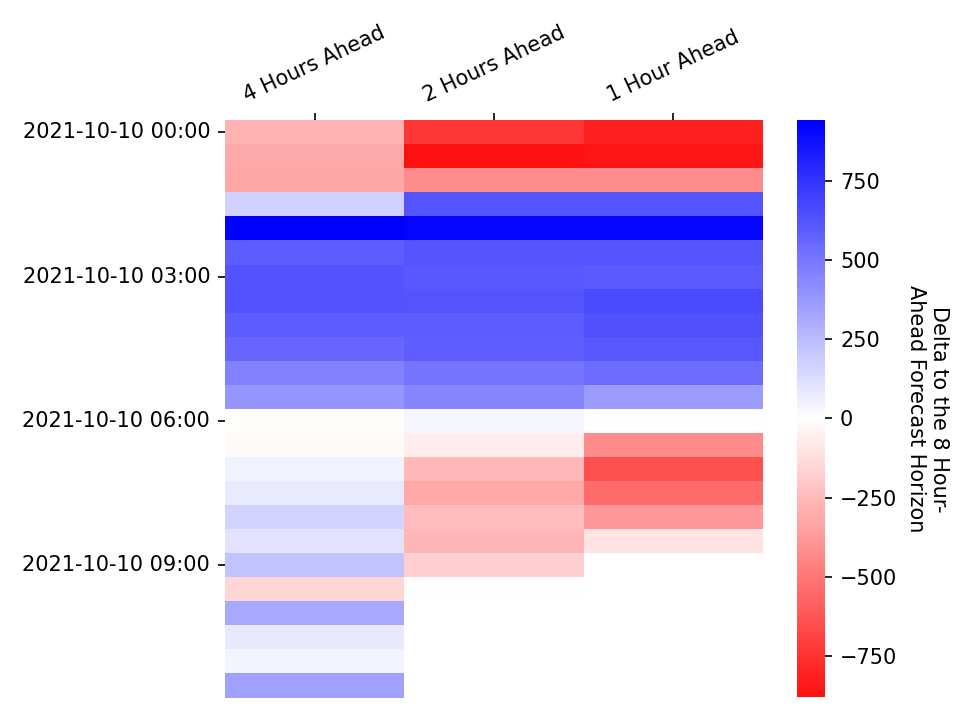 4 Hours Ahead
2 Hours Ahead
1 Hour Ahead
2021-10-10 00:00
2021-10-10 03:00
2021-10-10 06:00
2021-10-10 09:00
750
500
250
0
−250
−500
−750
Delta to the 8 Hour-
Ahead Forecast Horizon